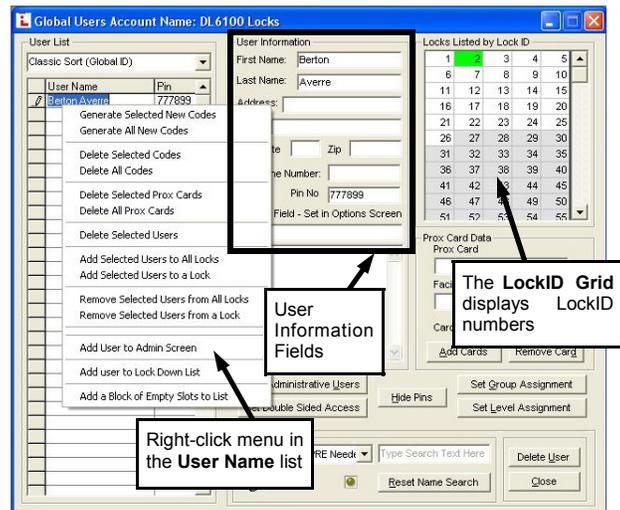 Global Users Account Name: DL6100 Locks
User List
Classic Sort (Global ID)
User Name Pin
Berton Averre 777899
Generate Selected New Codes
Generate All New Codes
Delete Selected Codes
Delete All Codes
Delete Selected Prox Cards
Delete All Prox Cards
Delete Selected Users
Add Selected Users to All Locks
Add Selected Users to a Lock
Remove Selected Users from All Locks
Remove Selected Users from a Lock
Add User to Admin Screen
Add user to Lock Down List
Add a Block of Empty Slots to List
User Information
First Name: Berton
Last Name: Averre
Address:
Zip
Number:
Pin No 777899
Field - Set in Options Screen
User
Information
Fields
Locks Listed by Lock ID
1 2 3 4 5
6 7 8 9 10
11 12 13 14 15
16 17 18 19 20
21 22 23 24 25
26 27 28 29 30
31 32 33 34 35
36 37 38 39 40
41 42 44 45
46 47 49 50
51 52 53 54 55
Prox Card Data
Prox Card
The LockID Grid
displays LockID
numbers
Add Cards Remove Card
Administrative Users
Double Sided Access
Hide Pins
Set Group Assignment
Set Level Assignment
Right-click menu in
the User Name list
Type Search Text Here
Reset Name Search
Delete User
Close